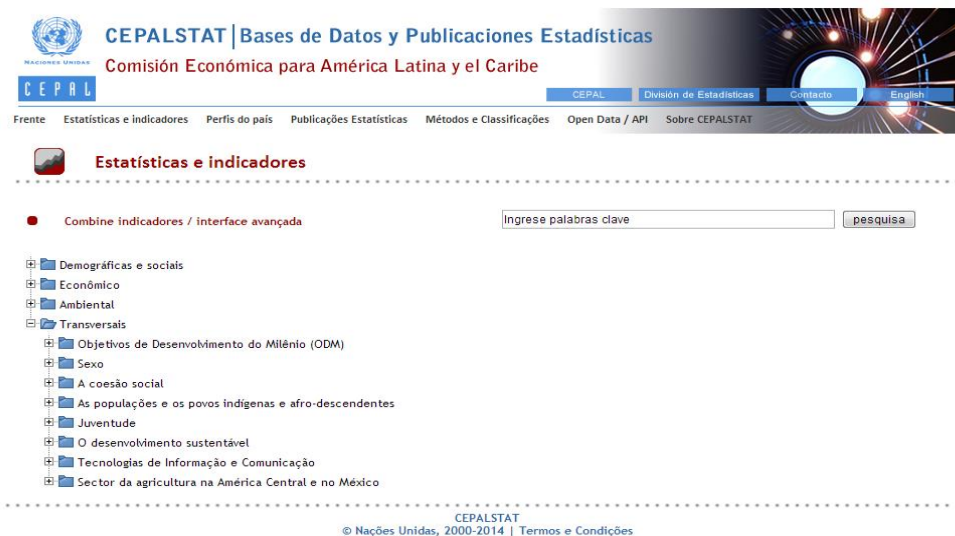 CEPALSTAT | Bases de Datos y Publicaciones Estadísticas
NACIONES UNIDAS
Comisión Económica para América Latina y el Caribe
CEPAL
CEPAL División de Estadísticas Contacto English
Frente Estatísticas e indicadores Perfis do país Publicações Estatísticas Métodos e Classificações Open Data / API Sobre CEPALSTAT
Estatísticas e indicadores
Combine indicadores / interface avançada Ingrese palabras clave pesquisa
Demográficas e sociais
Econômico
Ambiental
Transversais
Objetivos de Desenvolvimento do Milênio (ODM)
Sexo
A coesão social
As populações e os povos indígenas e afro-descendentes
Juventude
O desenvolvimento sustentável
Tecnologias de Informação e Comunicação
Sector da agricultura na América Central e no México
CEPALSTAT
© Nações Unidas, 2000-2014 | Termos e Condições